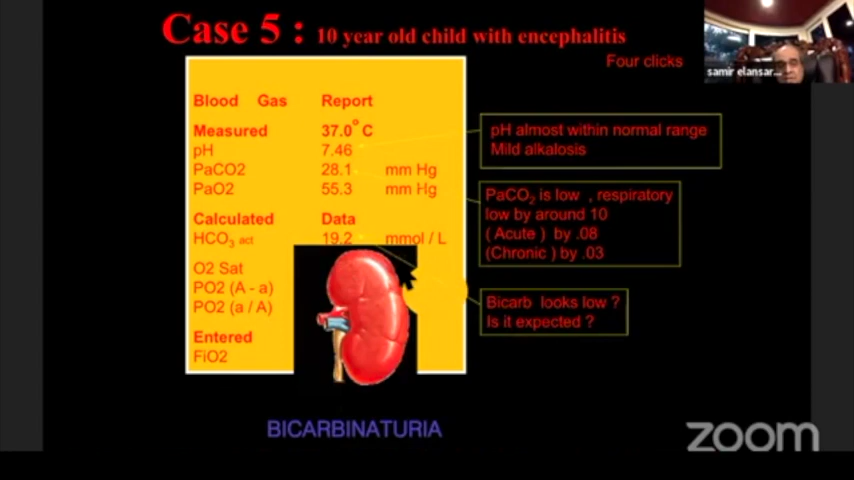 Case 5 : 10 year old child with encephalitis
Four clicks
samir elansar...
Blood Gas Report
Measured 37.0° C
pH 7.46
PaCO2 28.1 mm Hg
PaO2 55.3 mm Hg
Calculated Data
HCO3 act 19.2 mmol / L
O2 Sat
PO2 (A - a)
PO2 (a / A)
Entered
FiO2
pH almost within normal range
Mild alkalosis
PaCO2 is low , respiratory
low by around 10
( Acute ) by .08
(Chronic ) by .03
Bicarb looks low ?
Is it expected ?
BICARBINATURIA
zoom